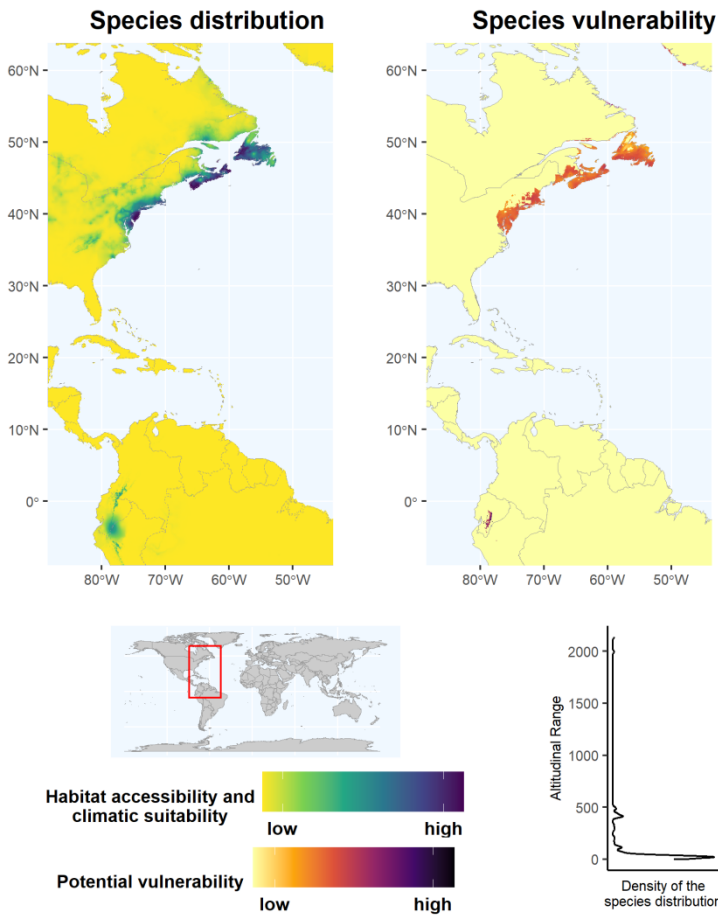 Species distribution
Species vulnerability
60°N
50°N
40°N
30°N
20°N
10°N
0°
80°W 70°W 60°W 50°W
60°N
50°N
40°N
30°N
20°N
10°N
0°
80°W 70°W 60°W 50°W
Habitat accessibility and
climatic suitability
low high
Potential vulnerability
low high
Altitudinal Range
2000
1500
1000
500
0
Density of the
species distribution